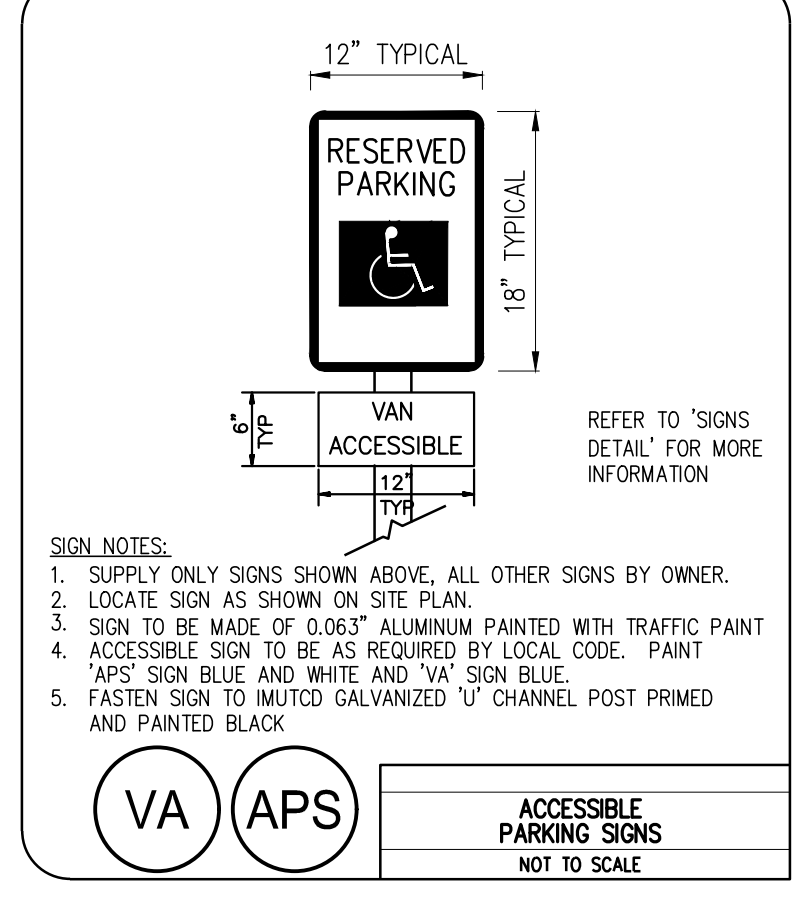 12” TYPICAL
RESERVED
PARKING
18” TYPICAL
VAN
ACCESSIBLE
6”
TYP
12”
TYP
REFER TO 'SIGNS
DETAIL' FOR MORE
INFORMATION
SIGN NOTES:
1. SUPPLY ONLY SIGNS SHOWN ABOVE, ALL OTHER SIGNS BY OWNER.
2. LOCATE SIGN AS SHOWN ON SITE PLAN.
3. SIGN TO BE MADE OF 0.063” ALUMINUM PAINTED WITH TRAFFIC PAINT
4. ACCESSIBLE SIGN TO BE AS REQUIRED BY LOCAL CODE. PAINT
'APS' SIGN BLUE AND WHITE AND 'VA' SIGN BLUE.
5. FASTEN SIGN TO IMUTCD GALVANIZED 'U' CHANNEL POST PRIMED
AND PAINTED BLACK
VA
APS
ACCESSIBLE
PARKING SIGNS
NOT TO SCALE